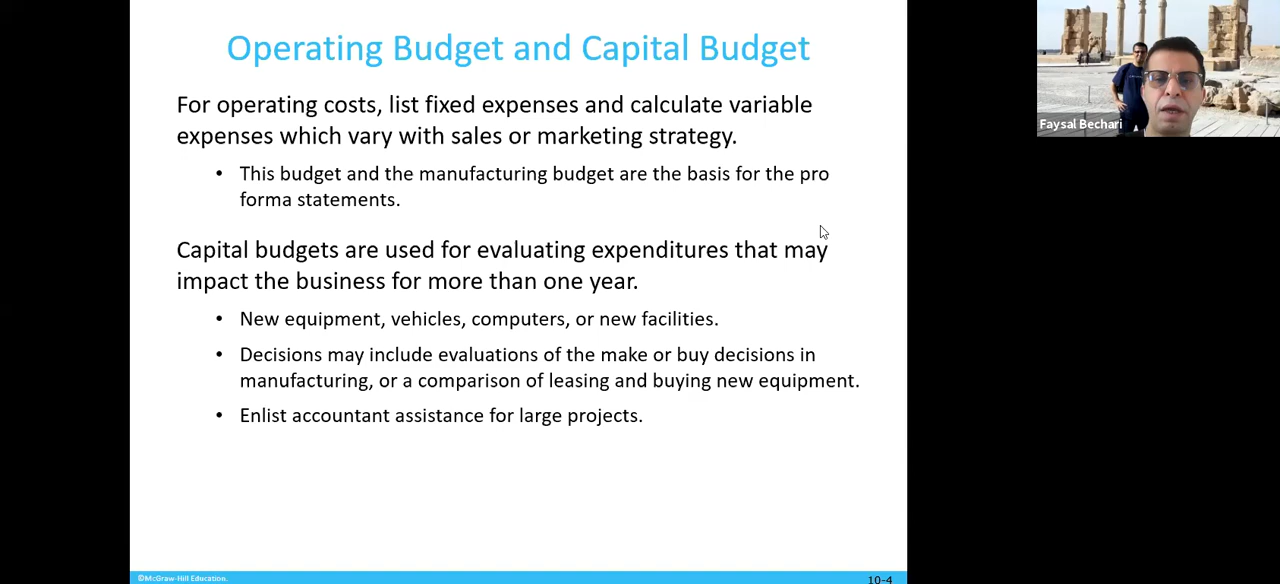 Operating Budget and Capital Budget
For operating costs, list fixed expenses and calculate variable
expenses which vary with sales or marketing strategy.
• This budget and the manufacturing budget are the basis for the pro
forma statements.
Capital budgets are used for evaluating expenditures that may
impact the business for more than one year.
• New equipment, vehicles, computers, or new facilities.
• Decisions may include evaluations of the make or buy decisions in
manufacturing, or a comparison of leasing and buying new equipment.
• Enlist accountant assistance for large projects.
©McGraw-Hill Education.
10-4
Faysal Bechari